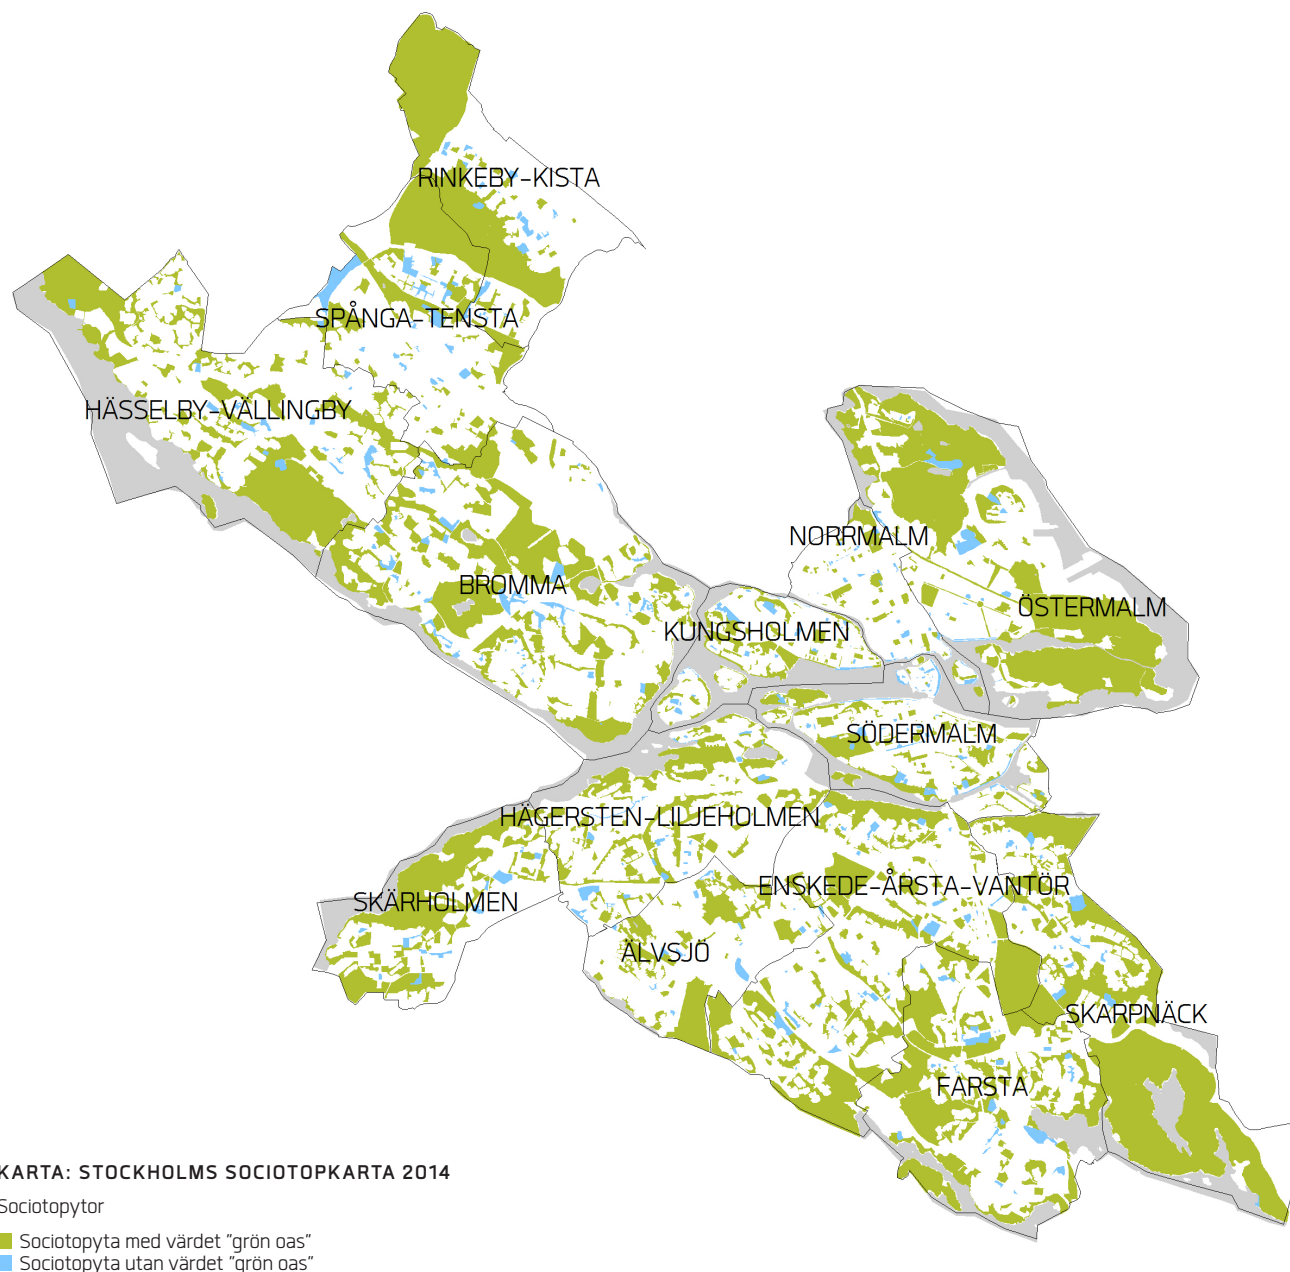 RINKEBY-KISTA
SPÅNGA-TENSTA
HÄSSELBY-VÄLLINGBY
NORRMALM
BROMMA
ÖSTERMALM
KUNGSHOLMEN
SÖDERMALM
HÄGERSTEN-LILJEHOLMEN
ENSKEDE-ÅRSTA-VANTÖR
SKÄRHOLMEN
ÄLVSJÖ
SKARPNÄCK
FARSTA
KARTA: STOCKHOLMS SOCIOTOPKARTA 2014
Sociotopytor
Sociotopyta med värdet "grön oas"
Sociotopyta utan värdet "grön oas"